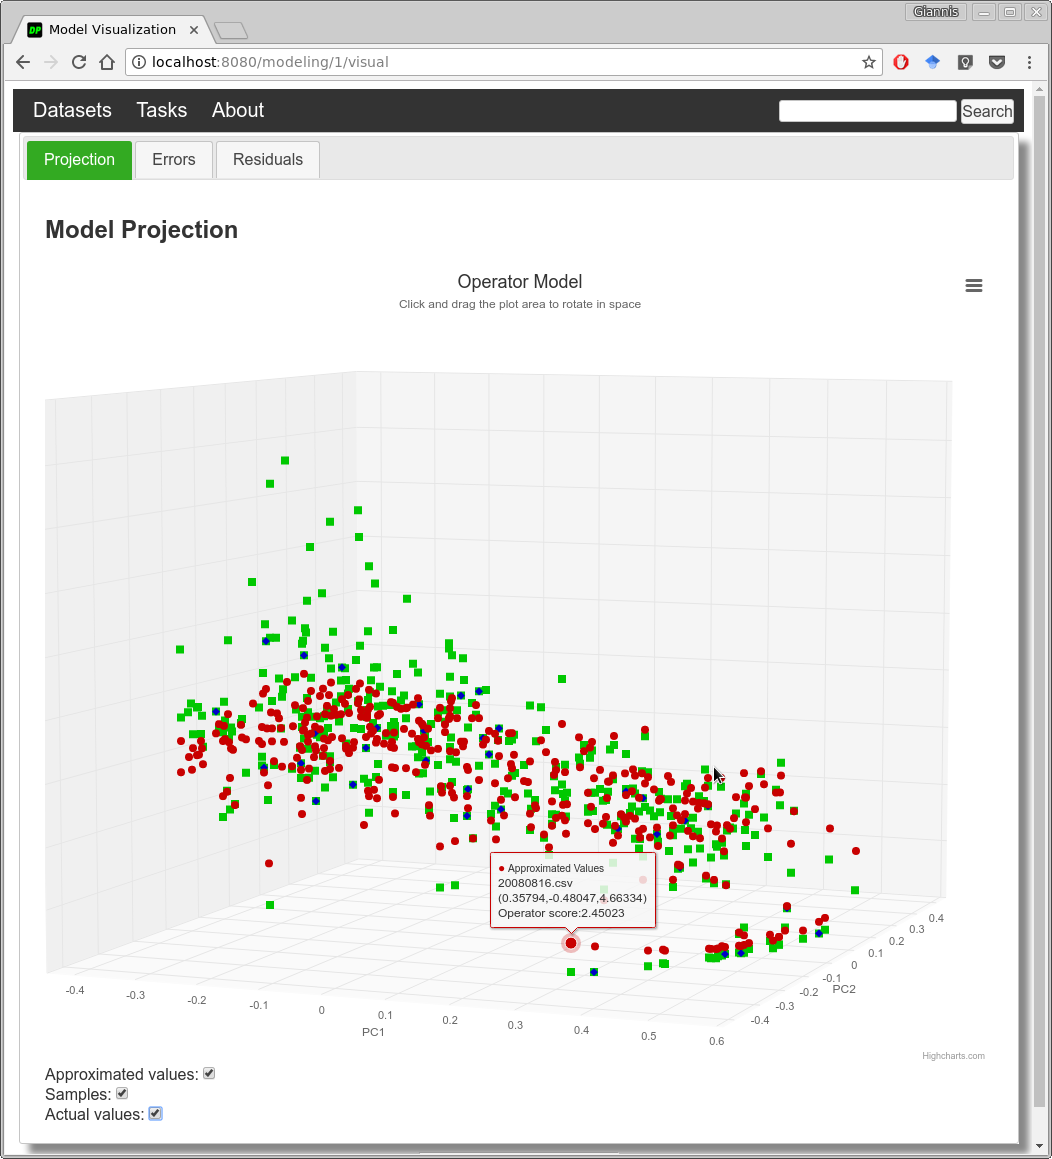 Giannis
DP Model Visualization
localhost:8080/modeling/1/visual
Datasets Tasks About Search
Projection Errors Residuals
Model Projection
Operator Model
Click and drag the plot area to rotate in space
● Approximated Values
20080816.csv
(0.35794,-0.48047,4.66334)
Operator score:2.45023
-0.4 -0.3 -0.2 -0.1 0 0.1 0.2 0.3 0.4 0.5 0.6
PC1
-0.4 -0.3 -0.2 -0.1 0 0.1 0.2 0.3 0.4
PC2
Highcharts.com
Approximated values:
Samples:
Actual values: